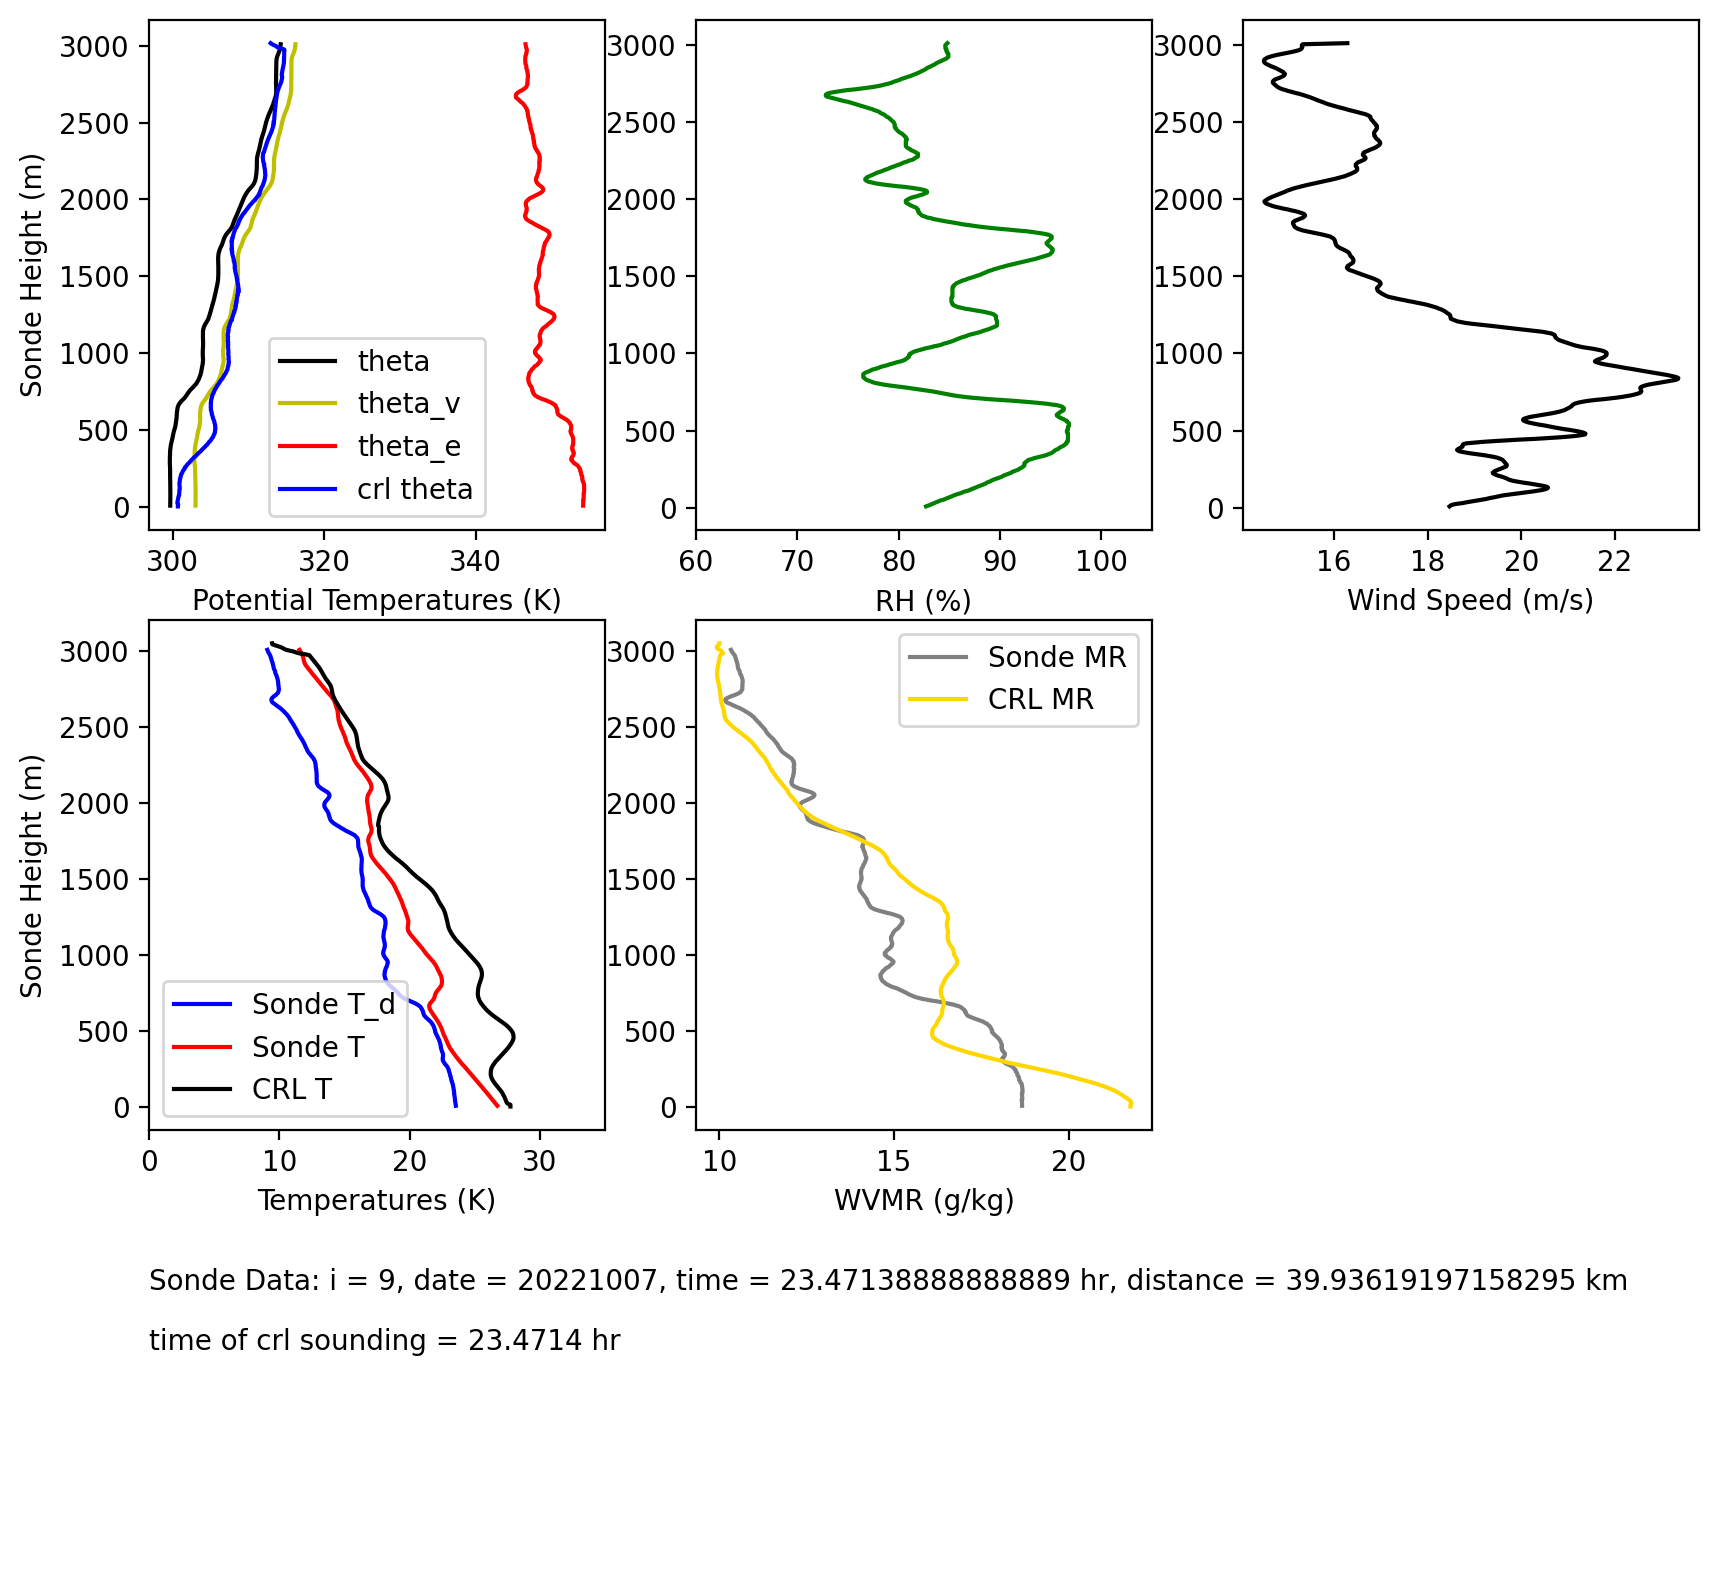 3000
2500
2000
1500
1000
500
0
Sonde Height (m)
300 320 340
Potential Temperatures (K)
theta
theta_v
theta_e
crl theta
3000
2500
2000
1500
1000
500
0
60 70 80 90 100
RH (%)
3000
2500
2000
1500
1000
500
0
16 18 20 22
Wind Speed (m/s)
3000
2500
2000
1500
1000
500
0
Sonde Height (m)
0 10 20 30
Temperatures (K)
Sonde T_d
Sonde T
CRL T
3000
2500
2000
1500
1000
500
0
10 15 20
WVMR (g/kg)
Sonde MR
CRL MR
Sonde Data: i = 9, date = 20221007, time = 23.47138888888889 hr, distance = 39.93619197158295 km
time of crl sounding = 23.4714 hr